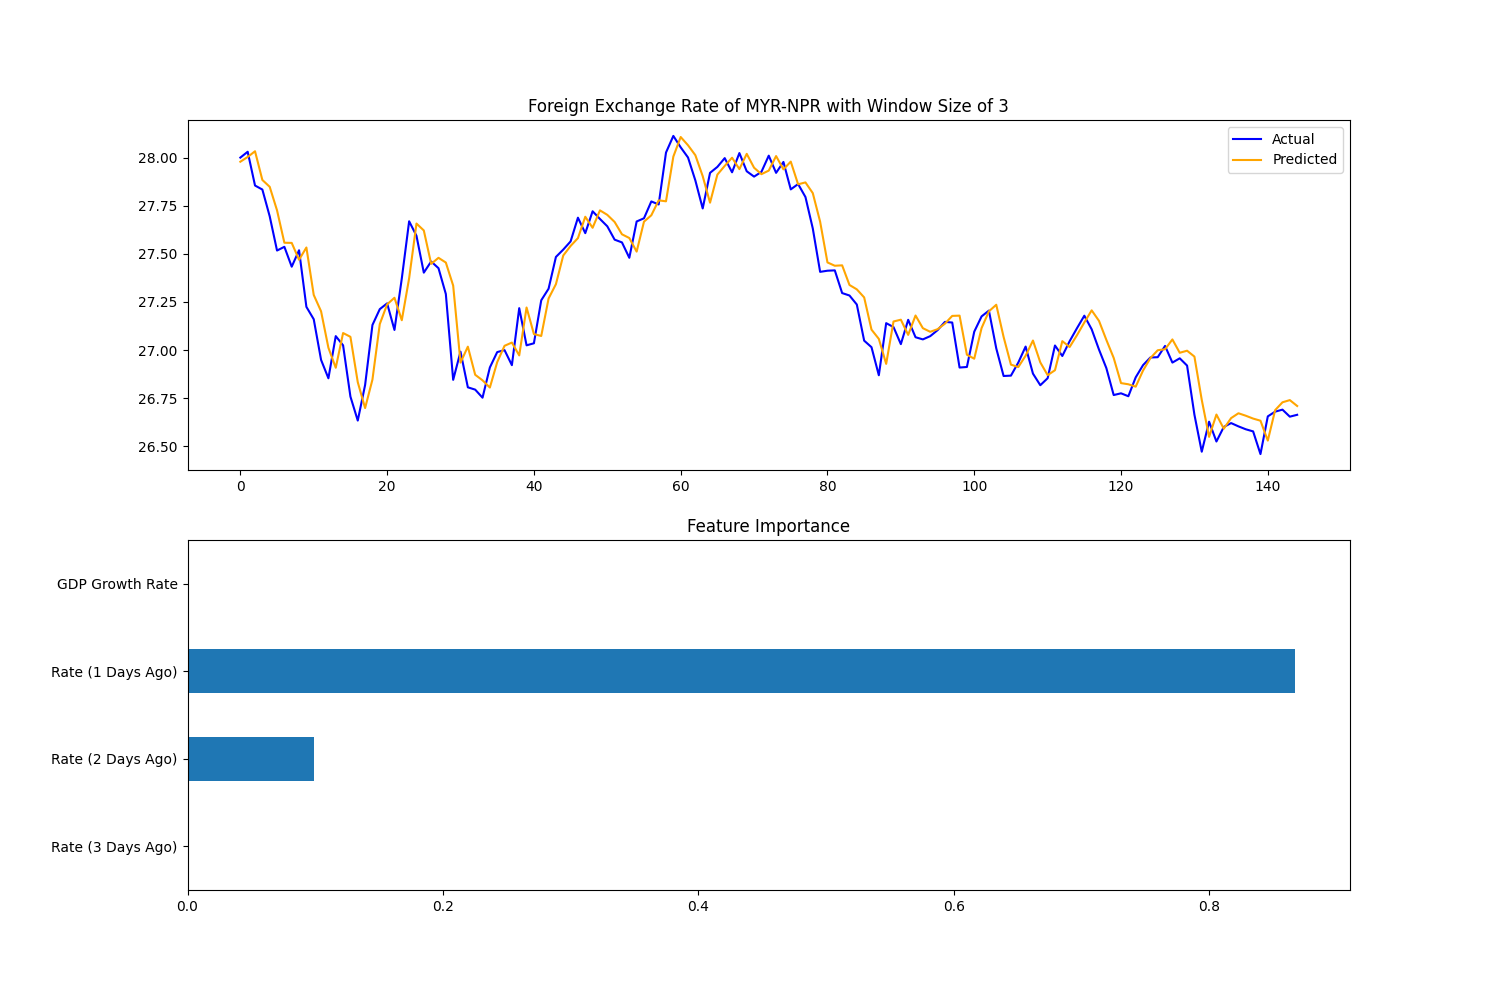 Foreign Exchange Rate of MYR-NPR with Window Size of 3
Actual
Predicted
28.00
27.75
27.50
27.25
27.00
26.75
26.50
0 20 40 60 80 100 120 140
Feature Importance
GDP Growth Rate
Rate (1 Days Ago)
Rate (2 Days Ago)
Rate (3 Days Ago)
0.0 0.2 0.4 0.6 0.8